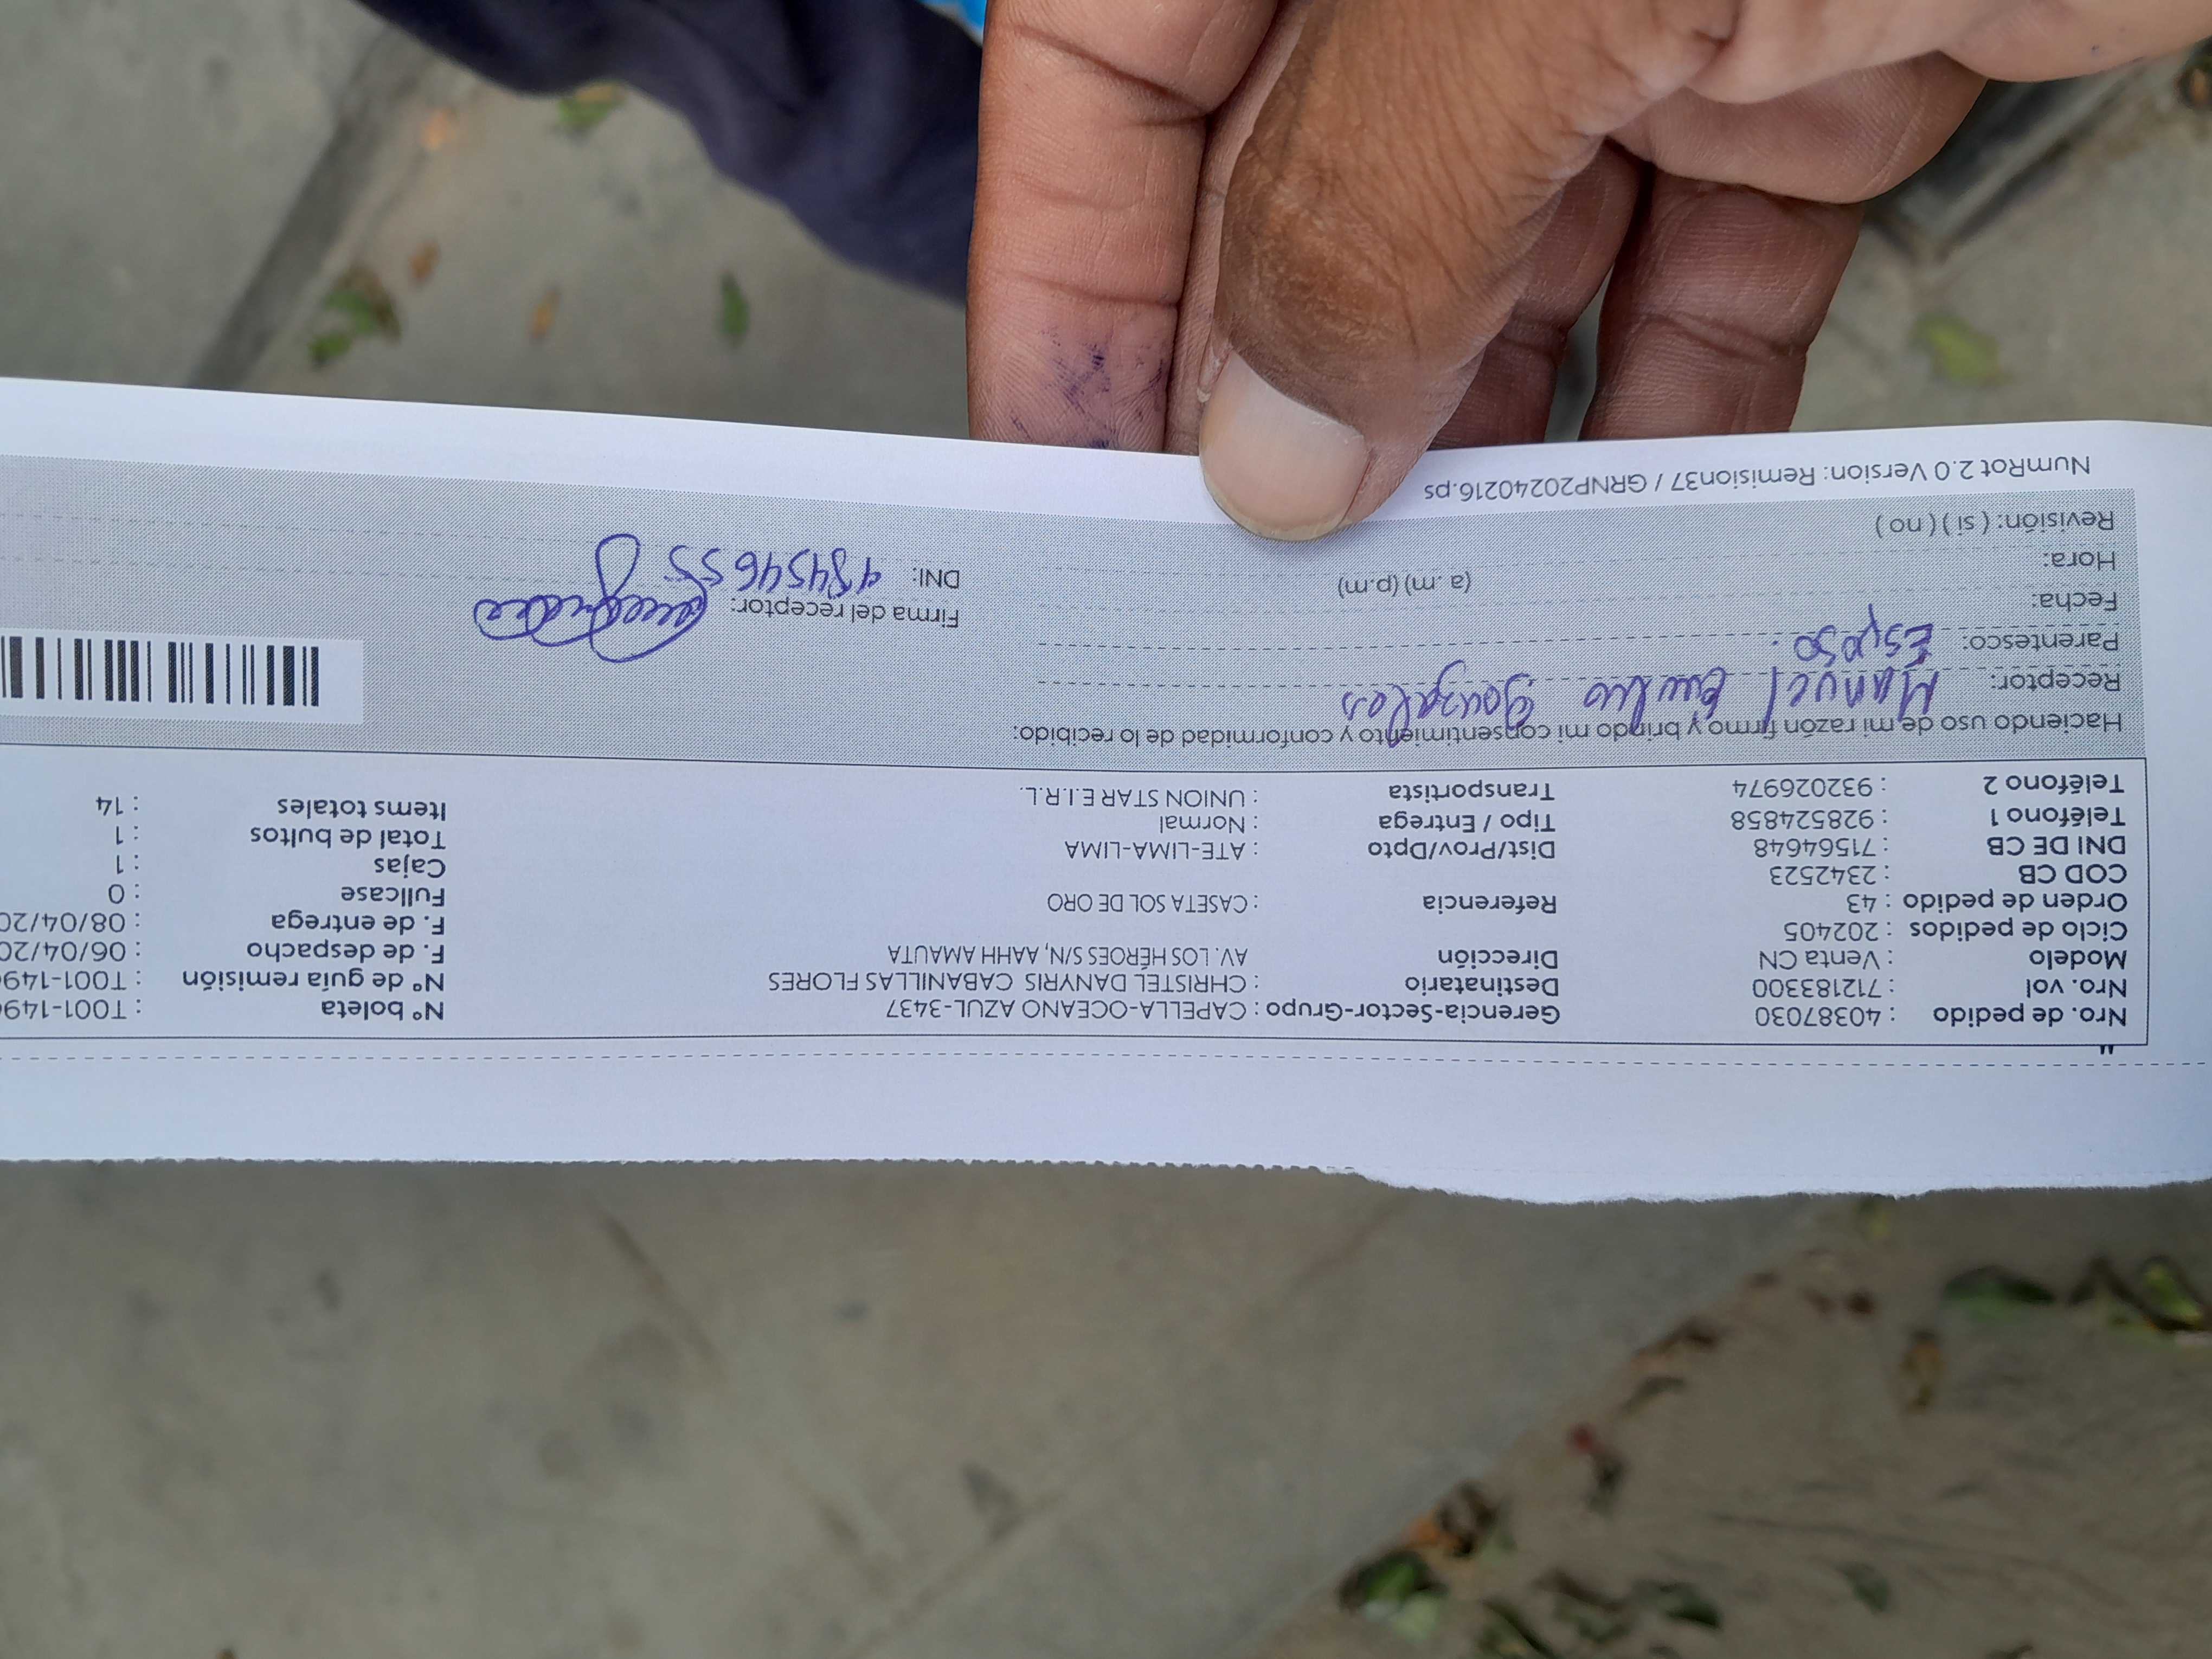 Nro. de pedido : 40387030 Gerencia-Sector-Grupo : CAPELLA-OCEANO AZUL-3437 N° boleta : T001-149
Nro. vol : 712183300 Destinatario : CHRISTEL DANYRIS CABANILLAS FLORES N° de guía remisión : T001-149
Modelo : Venta CN Dirección AV. LOS HÉROES S/N, AAHH AMAUTA F. de despacho : 06/04/20
Ciclo de pedidos : 202405 F. de entrega : 08/04/20
Orden de pedido : 43 Referencia : CASETA SOL DE ORO Fullcase : 0
COD CB : 2342523 Cajas : 1
DNI DE CB : 71564648 Dist/Prov/Dpto : ATE-LIMA-LIMA Total de bultos : 1
Teléfono 1 : 928524858 Tipo / Entrega : Normal Items totales : 14
Teléfono 2 : 932026974 Transportista : UNION STAR E.I.R.L.
Haciendo uso de mi razón firmo y brindo mi consentimiento y conformidad de lo recibido:
Receptor: Manuel Gonzales
Parentesco: Esposo.
Fecha: Firma del receptor:
Hora: (a. m) (p.m) DNI: 48454655
Revisión: ( si ) ( no )
NumRot 2.0 Version: Remision37 / GRNP20240216.ps